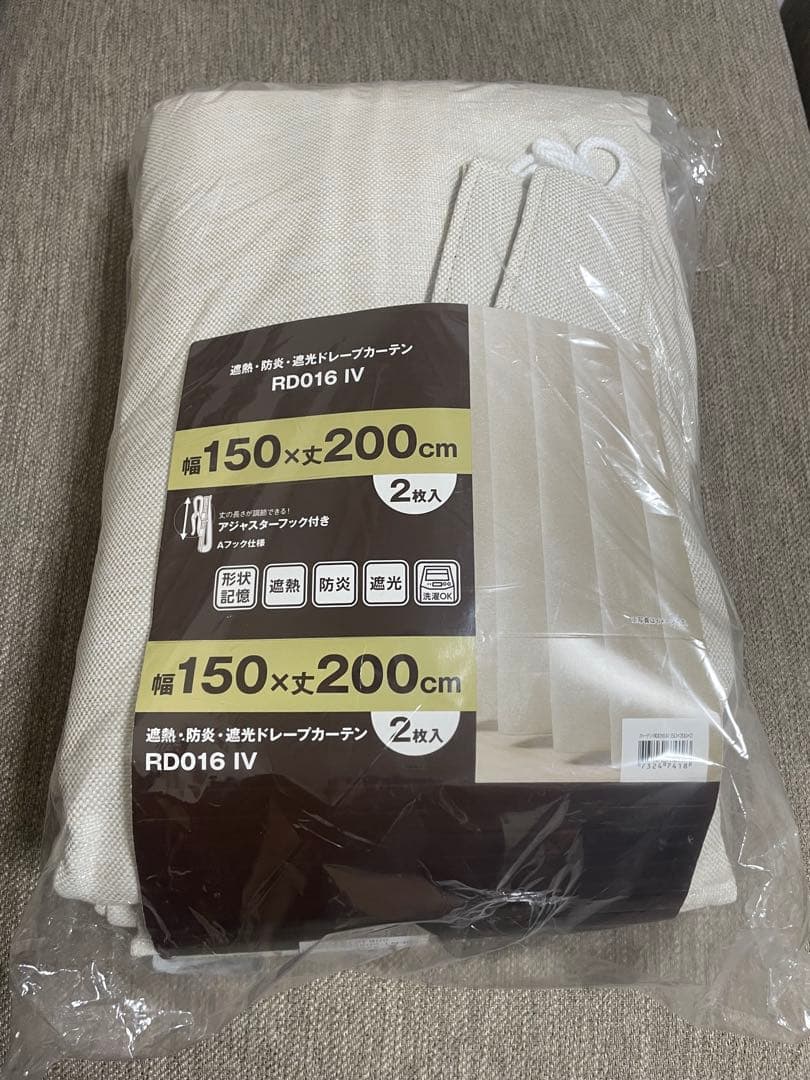 遮熱・防炎・遮光ドレープカーテン
RD016 IV
幅150×丈200cm
2枚入
丈の長さが調節できる!
アジャスターフック付き
Aフック仕様
形状
記憶
遮熱
防炎
遮光
洗濯OK
幅150×丈200cm
2枚入
遮熱・防炎・遮光ドレープカーテン
RD016 IV